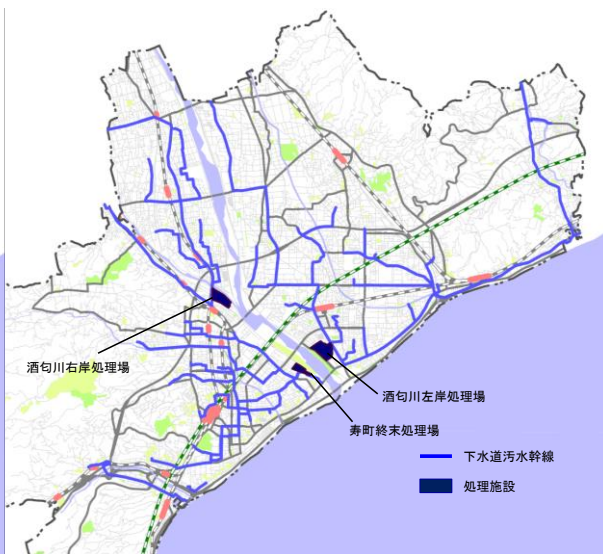 酒匂川右岸処理場
酒匂川左岸処理場
寿町終末処理場
下水道汚水幹線
処理施設